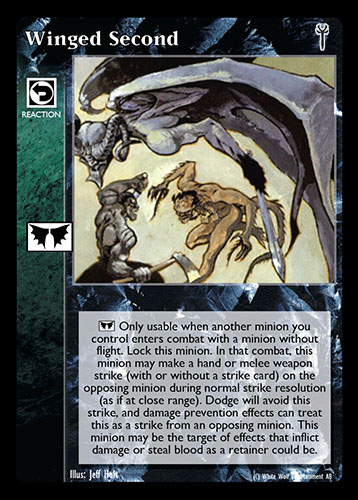 Winged Second
REACTION
Only usable when another minion you
control enters combat with a minion without
flight. Lock this minion. In that combat, this
minion may make a hand or melee weapon
strike (with or without a strike card) on the
opposing minion during normal strike resolution
(as if at close range). Dodge will avoid this
strike, and damage prevention effects can treat
this as a strike from an opposing minion. This
minion may be the target of effects that inflict
damage or steal blood as a retainer could be.
Illus: Jeff Holt
(C) White Wolf Entertainment AB